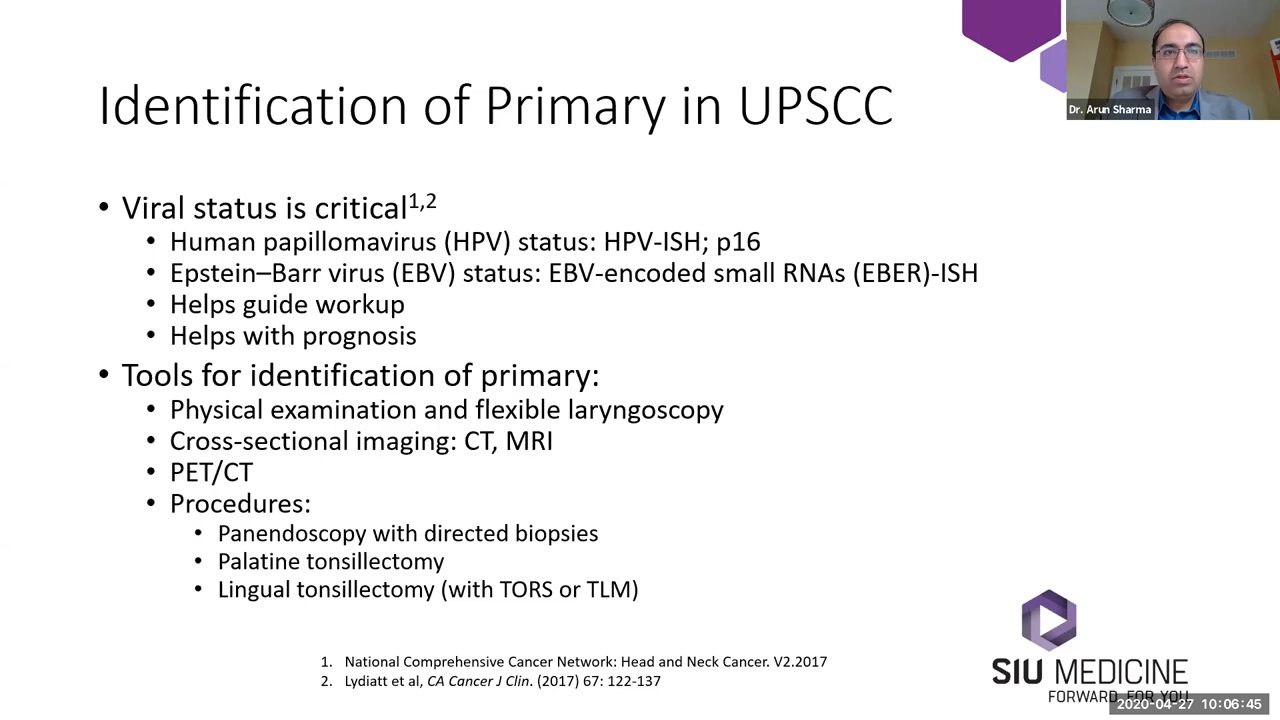 Identification of Primary in UPSCC
Dr. Arun Sharma
• Viral status is critical1,2
• Human papillomavirus (HPV) status: HPV-ISH; p16
• Epstein–Barr virus (EBV) status: EBV-encoded small RNAs (EBER)-ISH
• Helps guide workup
• Helps with prognosis
• Tools for identification of primary:
• Physical examination and flexible laryngoscopy
• Cross-sectional imaging: CT, MRI
• PET/CT
• Procedures:
• Panendoscopy with directed biopsies
• Palatine tonsillectomy
• Lingual tonsillectomy (with TORS or TLM)
1. National Comprehensive Cancer Network: Head and Neck Cancer. V2.2017
2. Lydiatt et al, CA Cancer J Clin. (2017) 67: 122-137
SIU MEDICINE
FORWARD FOR YOU
2020-04-27 10:06:45